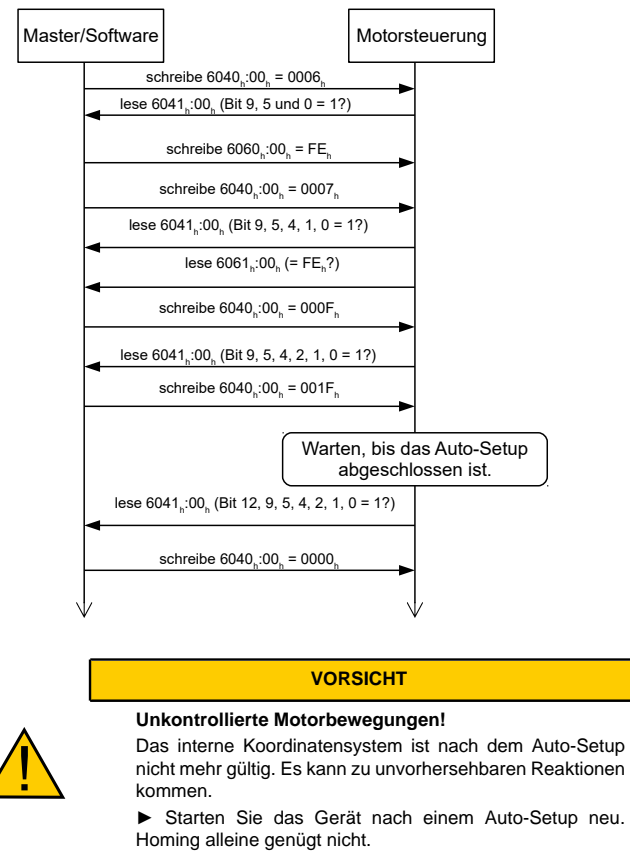 Master/Software
Motorsteuerung
schreibe 6040h:00h = 0006h
lese 6041h:00h (Bit 9, 5 und 0 = 1?)
schreibe 6060h:00h = FEh
schreibe 6040h:00h = 0007h
lese 6041h:00h (Bit 9, 5, 4, 1, 0 = 1?)
lese 6061h:00h (= FEh?)
schreibe 6040h:00h = 000Fh
lese 6041h:00h (Bit 9, 5, 4, 2, 1, 0 = 1?)
schreibe 6040h:00h = 001Fh
Warten, bis das Auto-Setup
abgeschlossen ist.
lese 6041h:00h (Bit 12, 9, 5, 4, 2, 1, 0 = 1?)
schreibe 6040h:00h = 0000h
VORSICHT
!
Unkontrollierte Motorbewegungen!
Das interne Koordinatensystem ist nach dem Auto-Setup
nicht mehr gültig. Es kann zu unvorhersehbaren Reaktionen
kommen.
► Starten Sie das Gerät nach einem Auto-Setup neu.
Homing alleine genügt nicht.